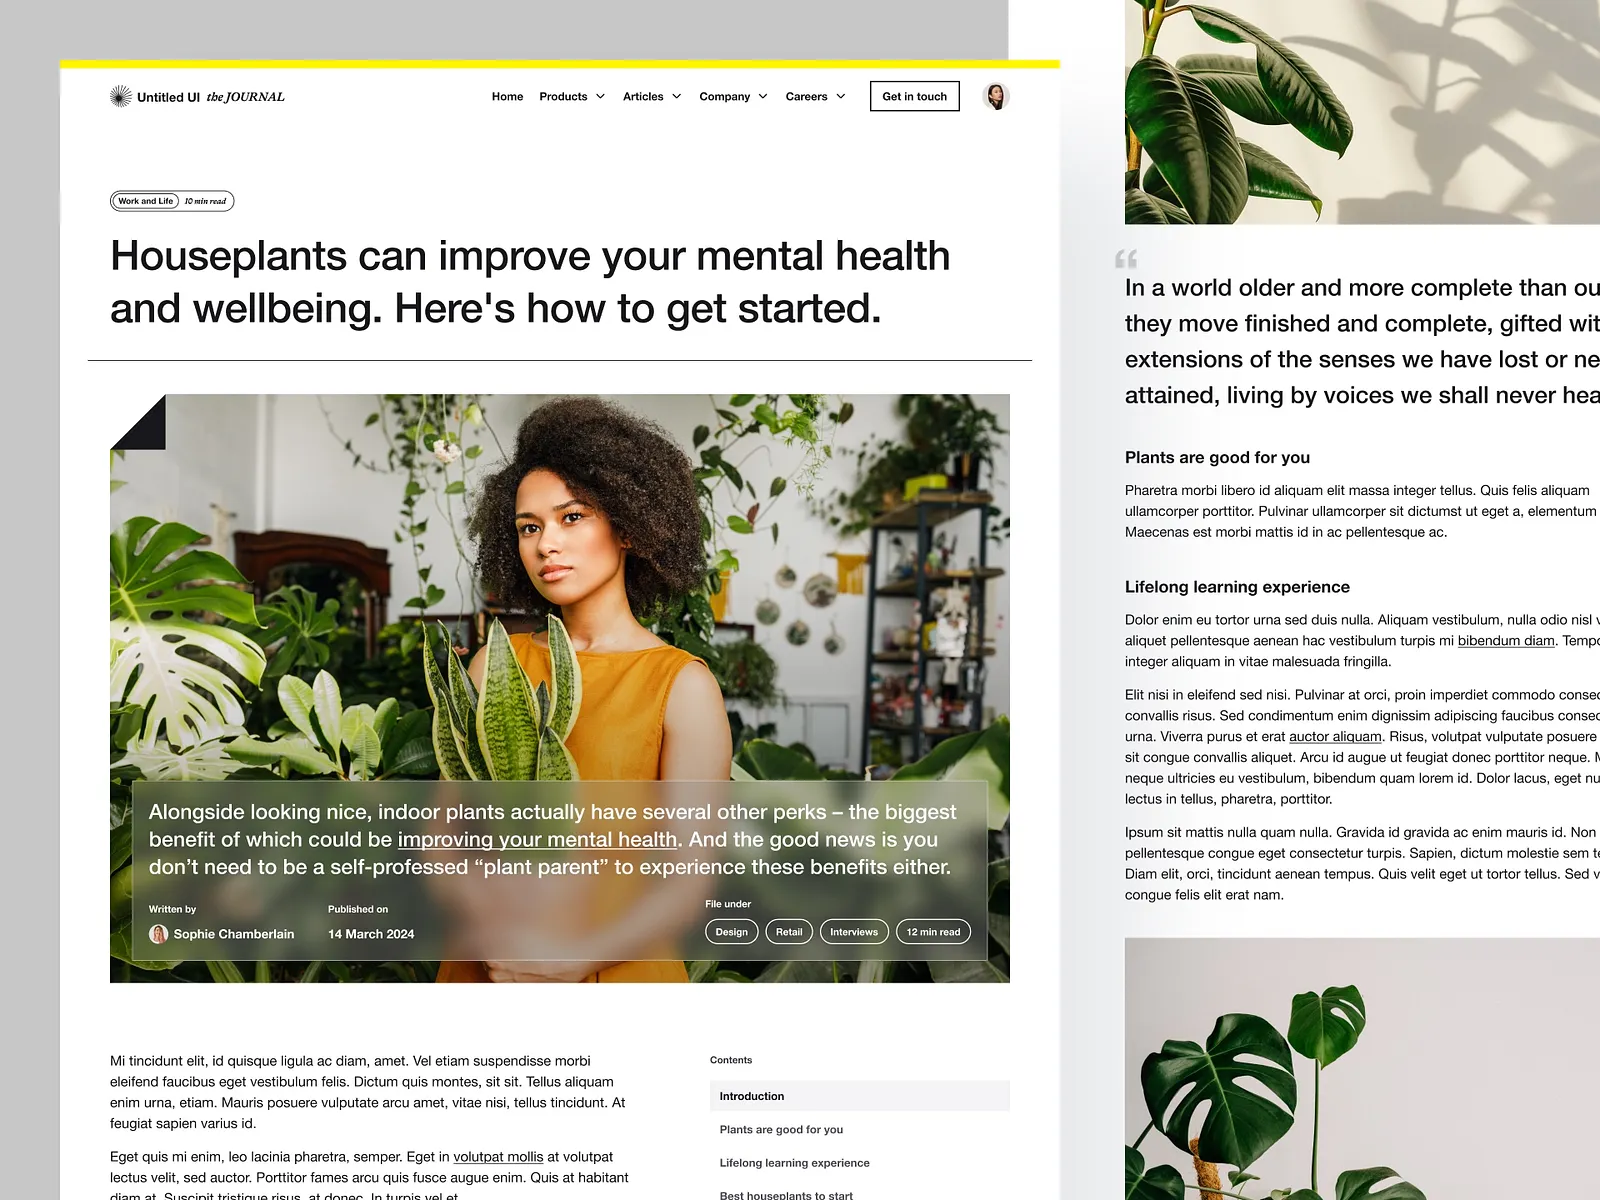 Untitled UI the JOURNAL
Home Products Articles Company Careers Get in touch
Work and Life 10 min read
Houseplants can improve your mental health
and wellbeing. Here's how to get started.
Alongside looking nice, indoor plants actually have several other perks – the biggest
benefit of which could be improving your mental health. And the good news is you
don’t need to be a self-professed “plant parent” to experience these benefits either.
Written by
Sophie Chamberlain
Published on
14 March 2024
File under
Design Retail Interviews 12 min read
Mi tincidunt elit, id quisque ligula ac diam, amet. Vel etiam suspendisse morbi
eleifend faucibus eget vestibulum felis. Dictum quis montes, sit sit. Tellus aliquam
enim urna, etiam. Mauris posuere vulputate arcu amet, vitae nisi, tellus tincidunt. At
feugiat sapien varius id.
Eget quis mi enim, leo lacinia pharetra, semper. Eget in volutpat mollis at volutpat
lectus velit, sed auctor. Porttitor fames arcu quis fusce augue enim. Quis at habitant
diam at. Suscipit tristique risus, at donec. In turpis vel et
Contents
Introduction
Plants are good for you
Lifelong learning experience
Best houseplants to start
“
In a world older and more complete than
they move finished and complete, gifted
extensions of the senses we have lost or
attained, living by voices we shall never
Plants are good for you
Pharetra morbi libero id aliquam elit massa integer tellus. Quis felis aliquam
ullamcorper porttitor. Pulvinar ullamcorper sit dictumst ut eget a, elementum
Maecenas est morbi mattis id in ac pellentesque ac.
Lifelong learning experience
Dolor enim eu tortor urna sed duis nulla. Aliquam vestibulum, nulla odio nisl
aliquet pellentesque aenean hac vestibulum turpis mi bibendum diam.
integer aliquam in vitae malesuada fringilla.
Elit nisi in eleifend sed nisi. Pulvinar at orci, proin imperdiet commodo
convallis risus. Sed condimentum enim dignissim adipiscing faucibus
urna. Viverra purus et erat auctor aliquam. Risus, volutpat vulputate posuere
sit congue convallis aliquet. Arcu id augue ut feugiat donec porttitor neque.
neque ultricies eu vestibulum, bibendum quam lorem id. Dolor lacus, eget
lectus in tellus, pharetra, porttitor.
Ipsum sit mattis nulla quam nulla. Gravida id gravida ac enim mauris id. Non
pellentesque congue eget consectetur turpis. Sapien, dictum molestie sem
Diam elit, orci, tincidunt aenean tempus. Quis velit eget ut tortor tellus. Sed
congue felis elit erat nam.